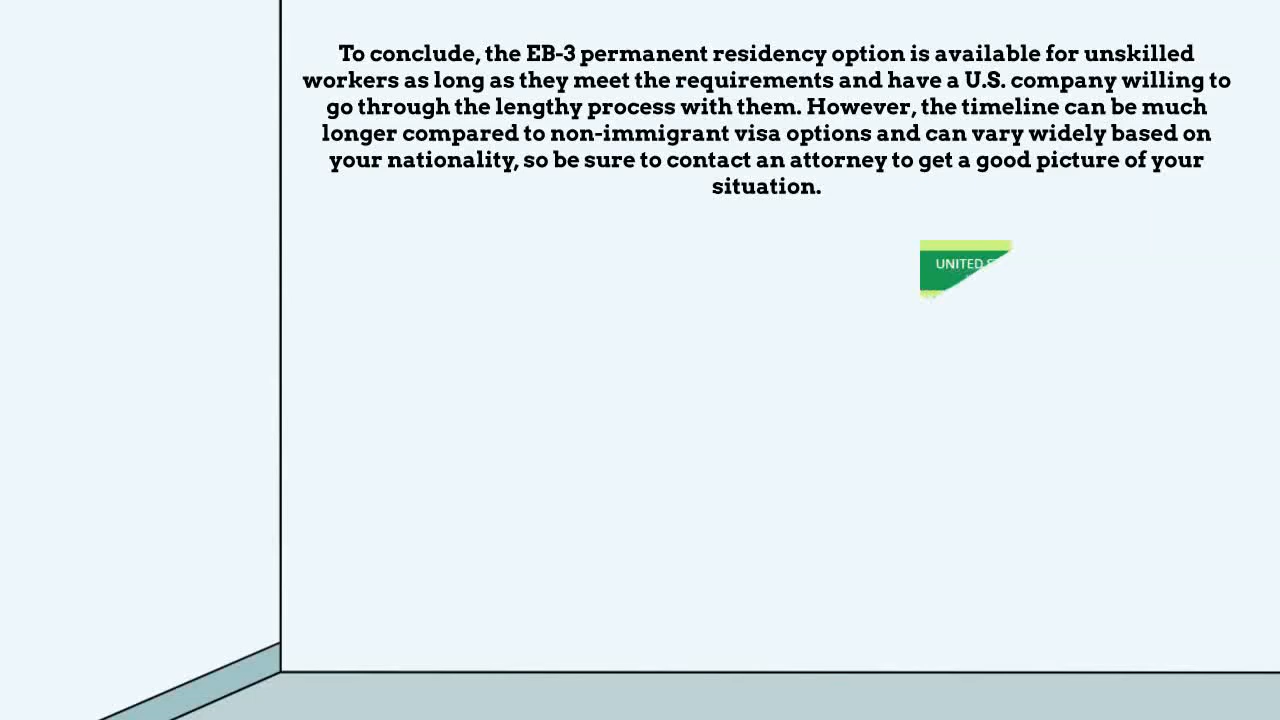 To conclude, the EB-3 permanent residency option is available for unskilled
workers as long as they meet the requirements and have a U.S. company willing to
go through the lengthy process with them. However, the timeline can be much
longer compared to non-immigrant visa options and can vary widely based on
your nationality, so be sure to contact an attorney to get a good picture of your
situation.
UNITED